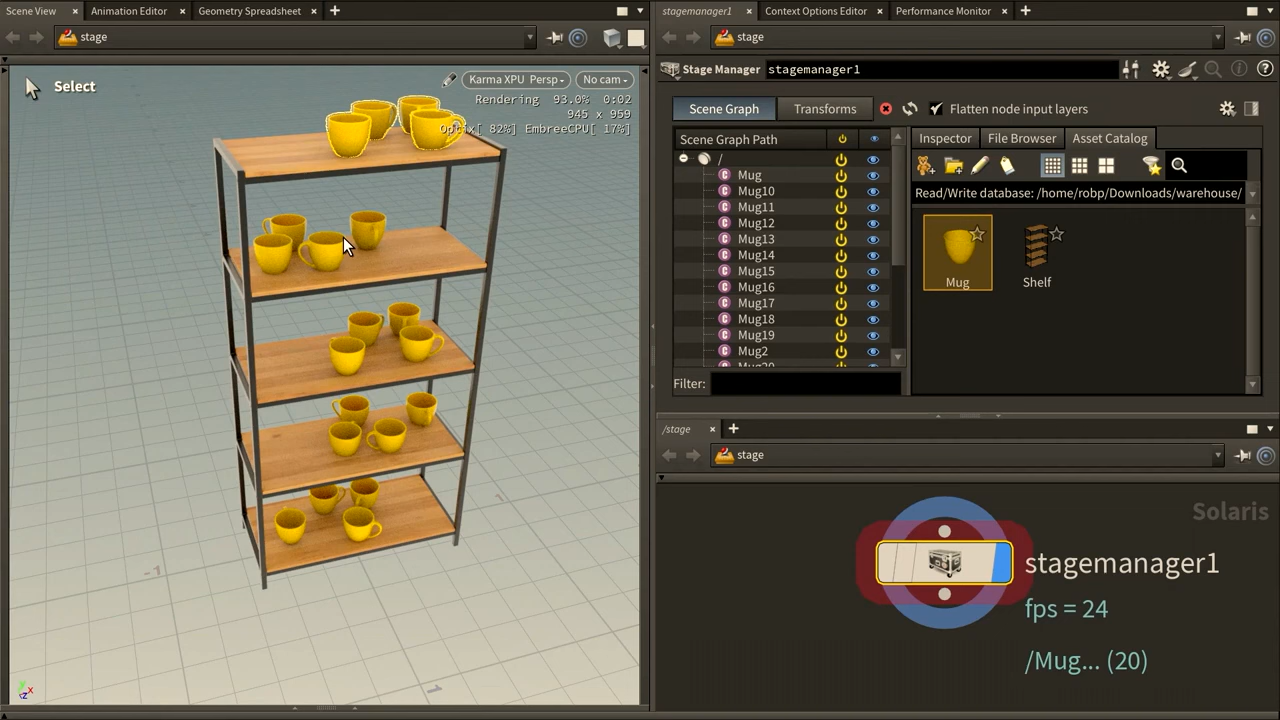 Scene View
Animation Editor
Geometry Spreadsheet
stage
Select
Karma XPU Persp
No cam
Rendering 93.0% 0:02
945 x 959
Optix[ 82%] EmbreeCPU[ 17%]
-1
1
1
y
x
z
stagemanager1
Context Options Editor
Performance Monitor
stage
Stage Manager
stagemanager1
Scene Graph
Transforms
Flatten node input layers
Scene Graph Path
/
Mug
Mug10
Mug11
Mug12
Mug13
Mug14
Mug15
Mug16
Mug17
Mug18
Mug19
Mug2
Mug20
Filter:
Inspector
File Browser
Asset Catalog
Read/Write database: /home/robp/Downloads/warehouse/
Mug
Shelf
/stage
stage
Solaris
stagemanager1
fps = 24
/Mug... (20)